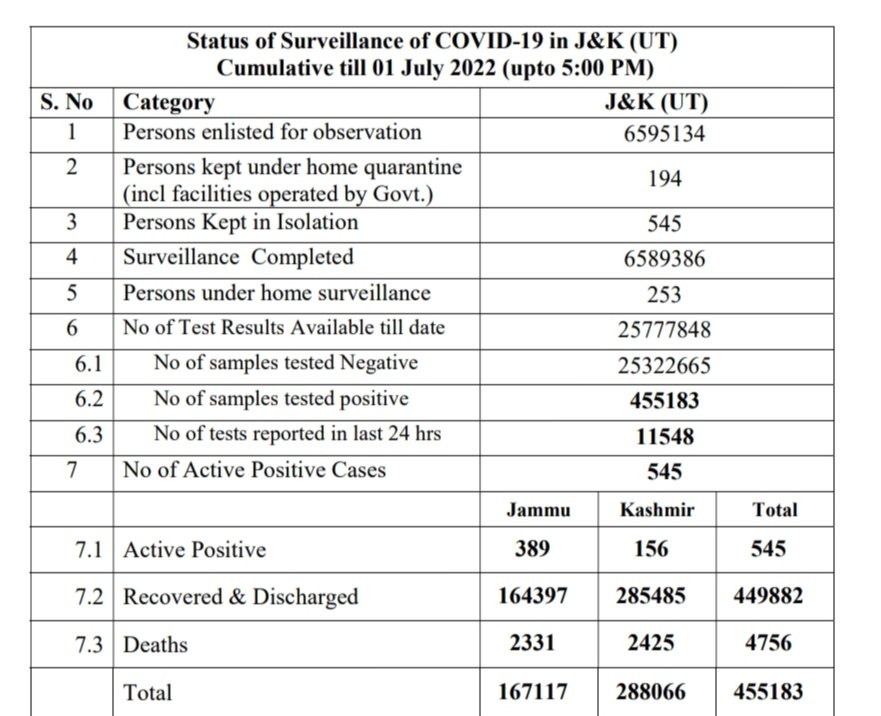 Status of Surveillance of COVID-19 in J&K (UT)
Cumulative till 01 July 2022 (upto 5:00 PM)
S. No Category J&K (UT)
1 Persons enlisted for observation 6595134
2 Persons kept under home quarantine
(incl facilities operated by Govt.) 194
3 Persons Kept in Isolation 545
4 Surveillance Completed 6589386
5 Persons under home surveillance 253
6 No of Test Results Available till date 25777848
6.1 No of samples tested Negative 25322665
6.2 No of samples tested positive 455183
6.3 No of tests reported in last 24 hrs 11548
7 No of Active Positive Cases 545
Jammu Kashmir Total
7.1 Active Positive 389 156 545
7.2 Recovered & Discharged 164397 285485 449882
7.3 Deaths 2331 2425 4756
Total 167117 288066 455183